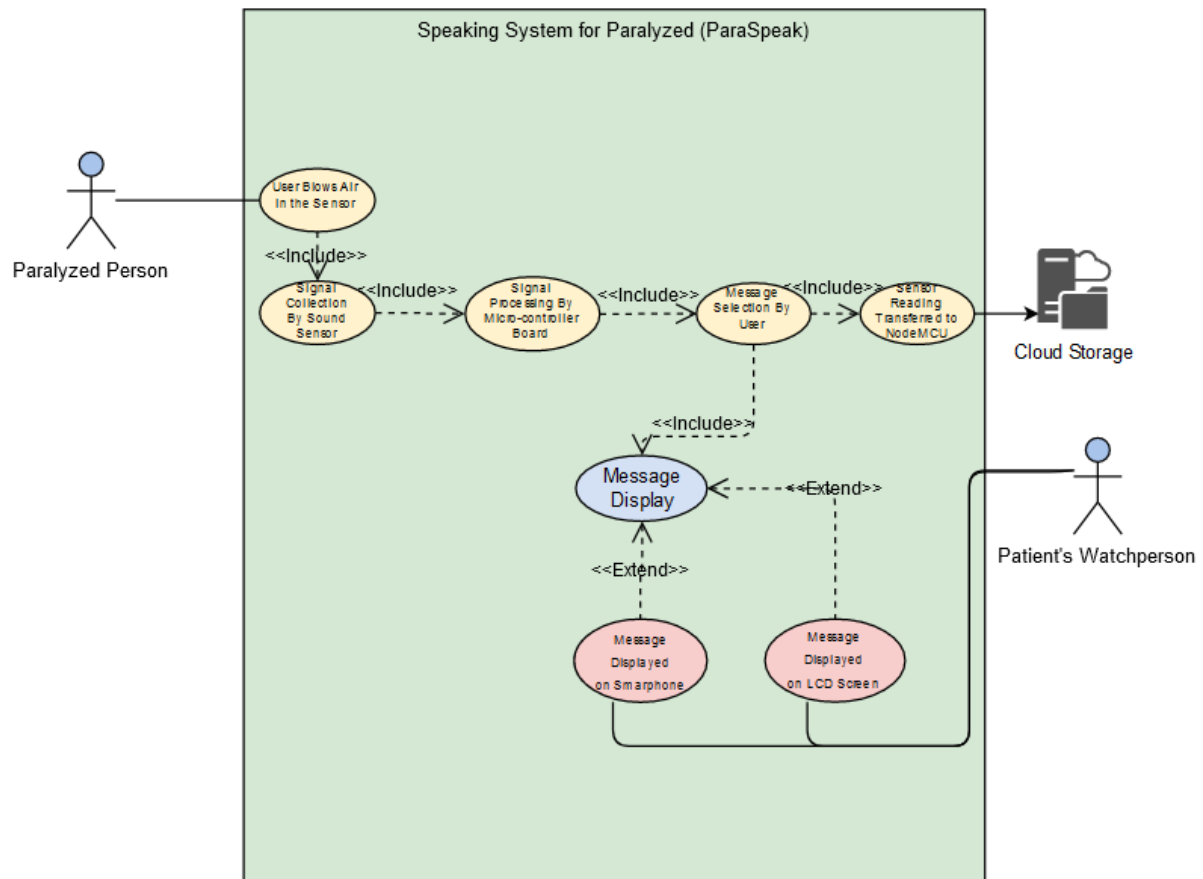 Speaking System for Paralyzed (ParaSpeak)
User Blows Air
In the Sensor
Paralyzed Person
<<Include>>
Signal
Collection
By Sound
Sensor
<<Include>>
Signal
Processing By
Micro-controller
Board
<<Include>>
Message
Selection By
User
<<Include>>
Sensor
Reading
Transferred to
NodeMCU
Cloud Storage
<<Include>>
Message
Display
<<Extend>>
Patient's Watchperson
<<Extend>>
Message
Displayed
on Smarphone
Message
Displayed
on LCD Screen